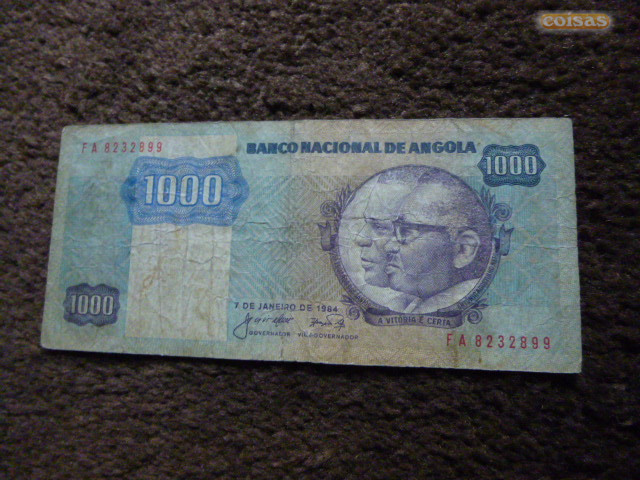 coisas
FA 8232899
BANCO NACIONAL DE ANGOLA
1000
1000
1000
7 DE JANEIRO DE 1984
A VITÓRIA É CERTA
GOVERNADOR VICE-GOVERNADOR
FA 8232899